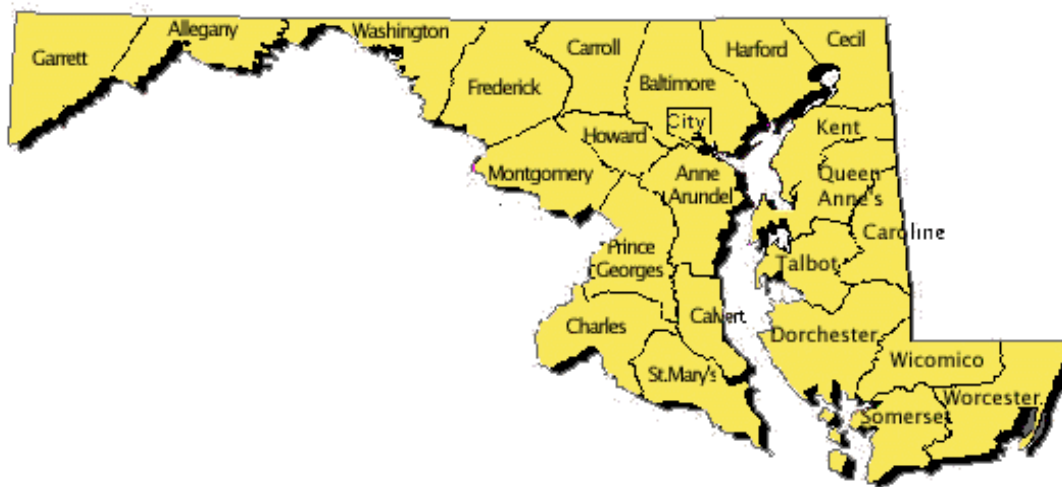 Garrett
Allegany
Washington
Frederick
Carroll
Baltimore
Harford
Cecil
City
Howard
Montgomery
Anne
Arundel
Kent
Queen
Anne's
Caroline
Talbot
Prince
Georges
Charles
Calvert
St.Mary's
Dorchester
Wicomico
Worcester
Somerse